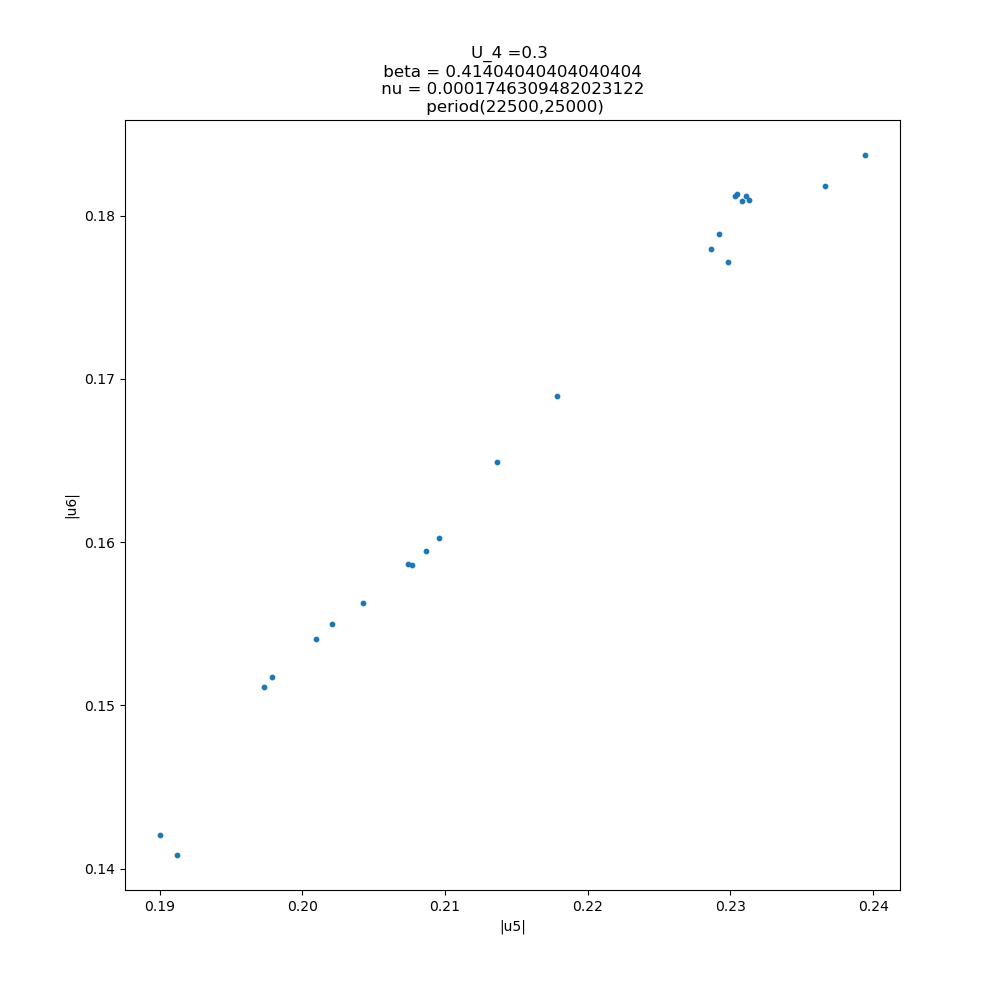 U_4 =0.3
beta = 0.41404040404040404
nu = 0.0001746309482023122
period(22500,25000)
0.18
0.17
0.16
0.15
0.14
|u6|
0.19
0.20
0.21
0.22
0.23
0.24
|u5|